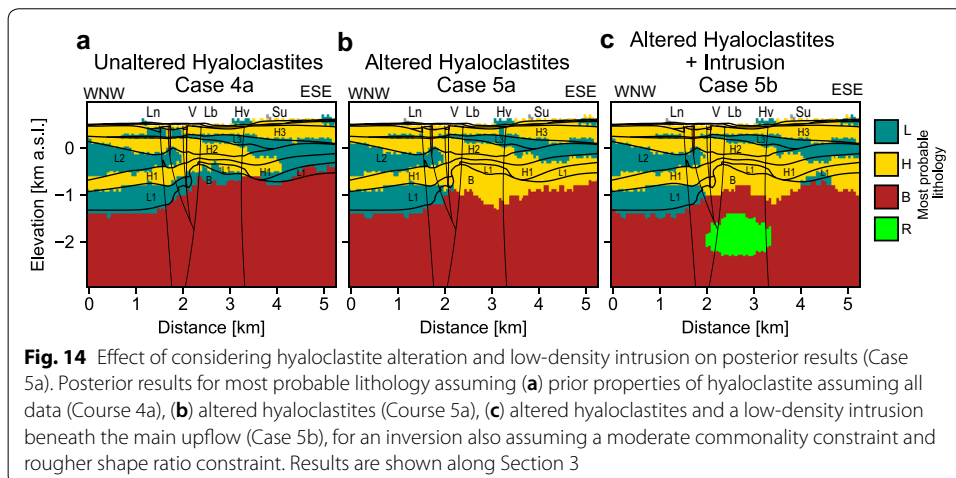 a
Unaltered Hyaloclastites
Case 4a
b
Altered Hyaloclastites
Case 5a
c
Altered Hyaloclastites
+ Intrusion
Case 5b
WNW
ESE
WNW
ESE
Ln V Lb Hv Su
Ln V Lb Hv Su
Ln V Lb Hv Su
H3
L3
H2
L2
H1
L1
B
L1
H1
L1
H3
L3
H2
L2
H1
L1
B
L1
H1
L1
H3
L3
H2
L2
H1
L1
B
L1
H1
L1
Elevation [km a.s.l.]
0
−1
−2
0 1 2 3 4 5
0 1 2 3 4 5
0 1 2 3 4 5
Distance [km]
Distance [km]
Distance [km]
L
H
B
R
Most probable
lithology
Fig. 14 Effect of considering hyaloclastite alteration and low-density intrusion on posterior results (Case
5a). Posterior results for most probable lithology assuming (a) prior properties of hyaloclastite assuming all
data (Course 4a), (b) altered hyaloclastites (Course 5a), (c) altered hyaloclastites and a low-density intrusion
beneath the main upflow (Case 5b), for an inversion also assuming a moderate commonality constraint and
rougher shape ratio constraint. Results are shown along Section 3